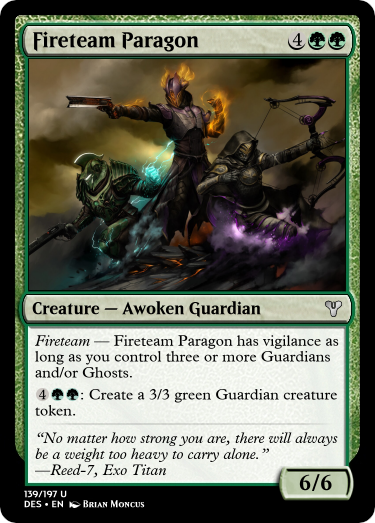 Fireteam Paragon 4
Creature — Awoken Guardian
Fireteam — Fireteam Paragon has vigilance as
long as you control three or more Guardians
and/or Ghosts.
4: Create a 3/3 green Guardian creature
token.
“No matter how strong you are, there will always
be a weight too heavy to carry alone.”
—Reed-7, Exo Titan
6/6
139/197 U
DES • EN Brian Moncus